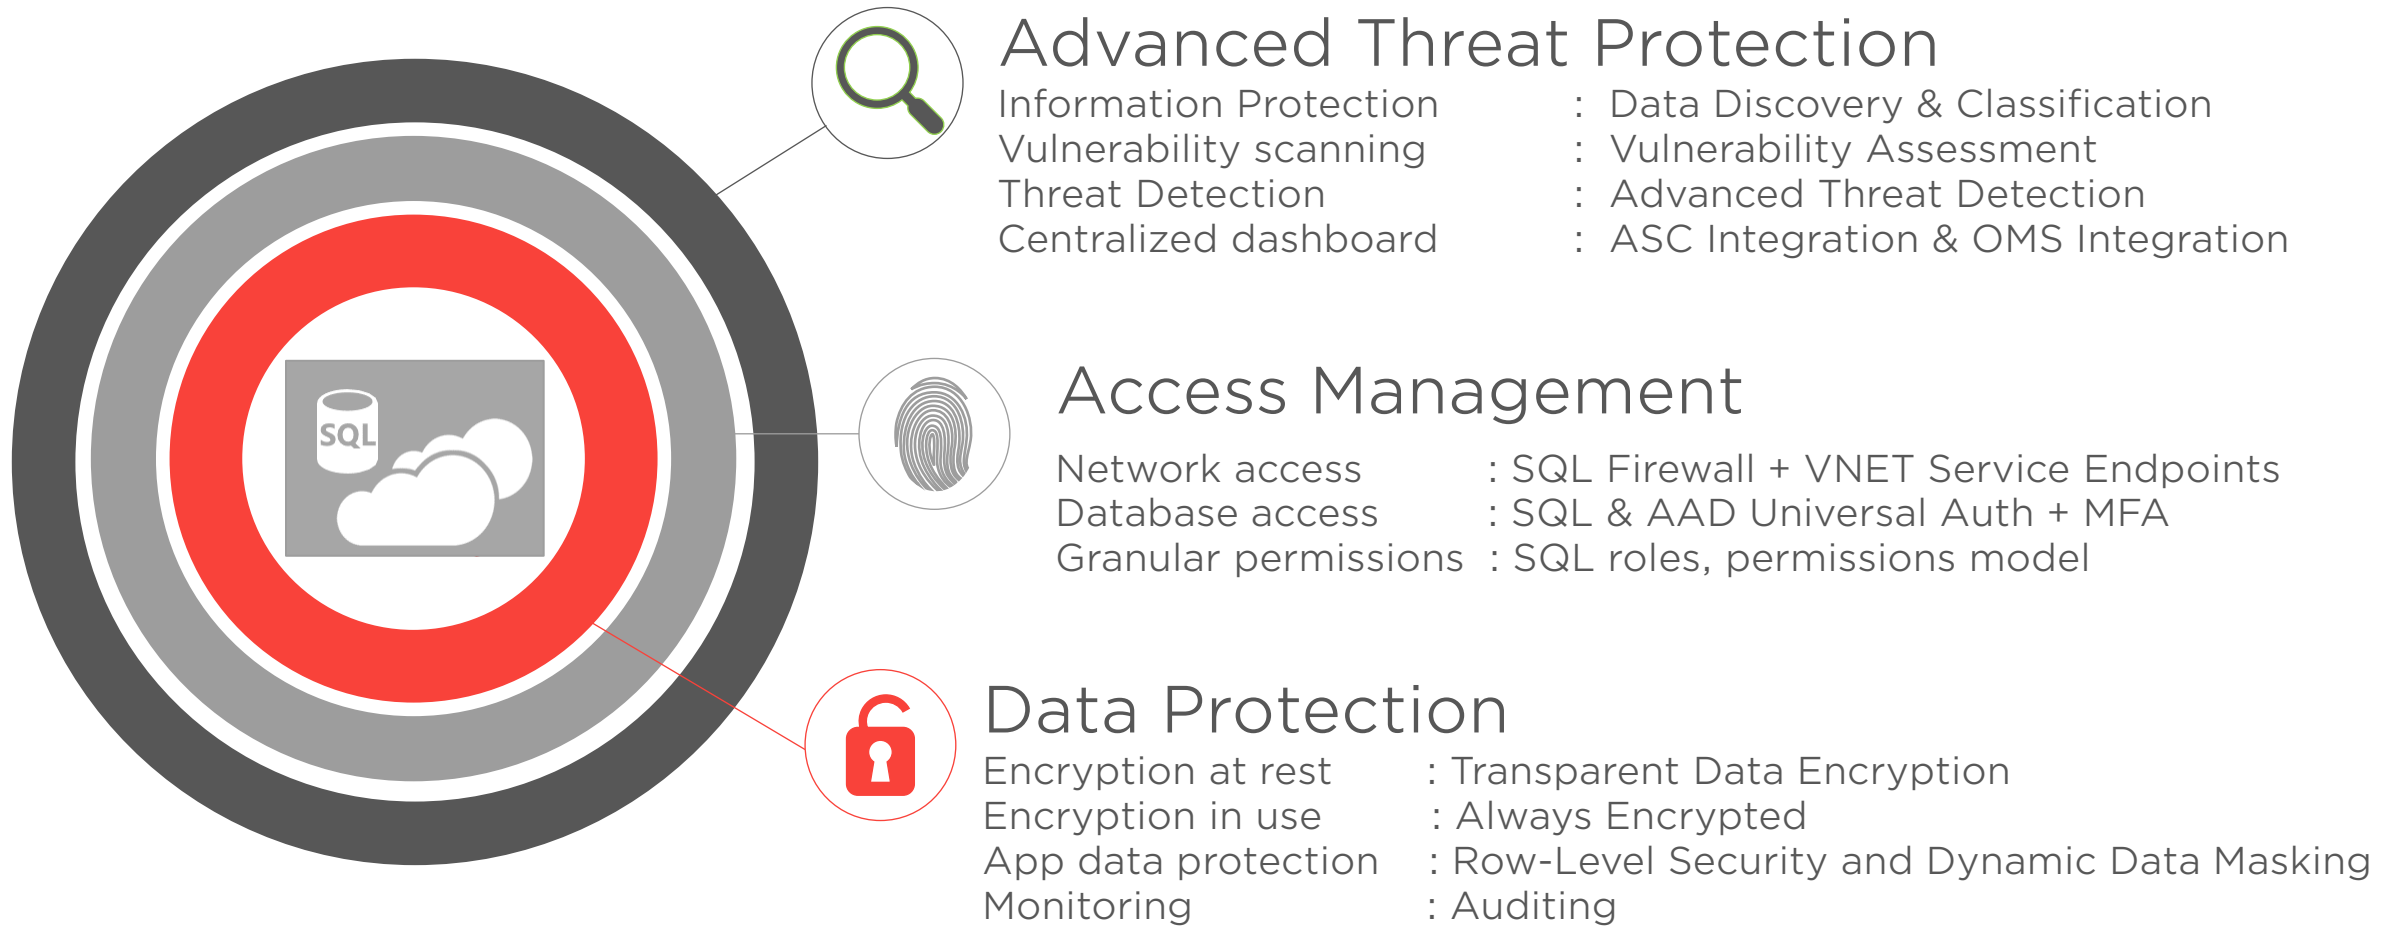 Advanced Threat Protection
Information Protection : Data Discovery & Classification
Vulnerability scanning : Vulnerability Assessment
Threat Detection : Advanced Threat Detection
Centralized dashboard : ASC Integration & OMS Integration
SQL
Access Management
Network access : SQL Firewall + VNET Service Endpoints
Database access : SQL & AAD Universal Auth + MFA
Granular permissions : SQL roles, permissions model
Data Protection
Encryption at rest : Transparent Data Encryption
Encryption in use : Always Encrypted
App data protection : Row-Level Security and Dynamic Data Masking
Monitoring : Auditing